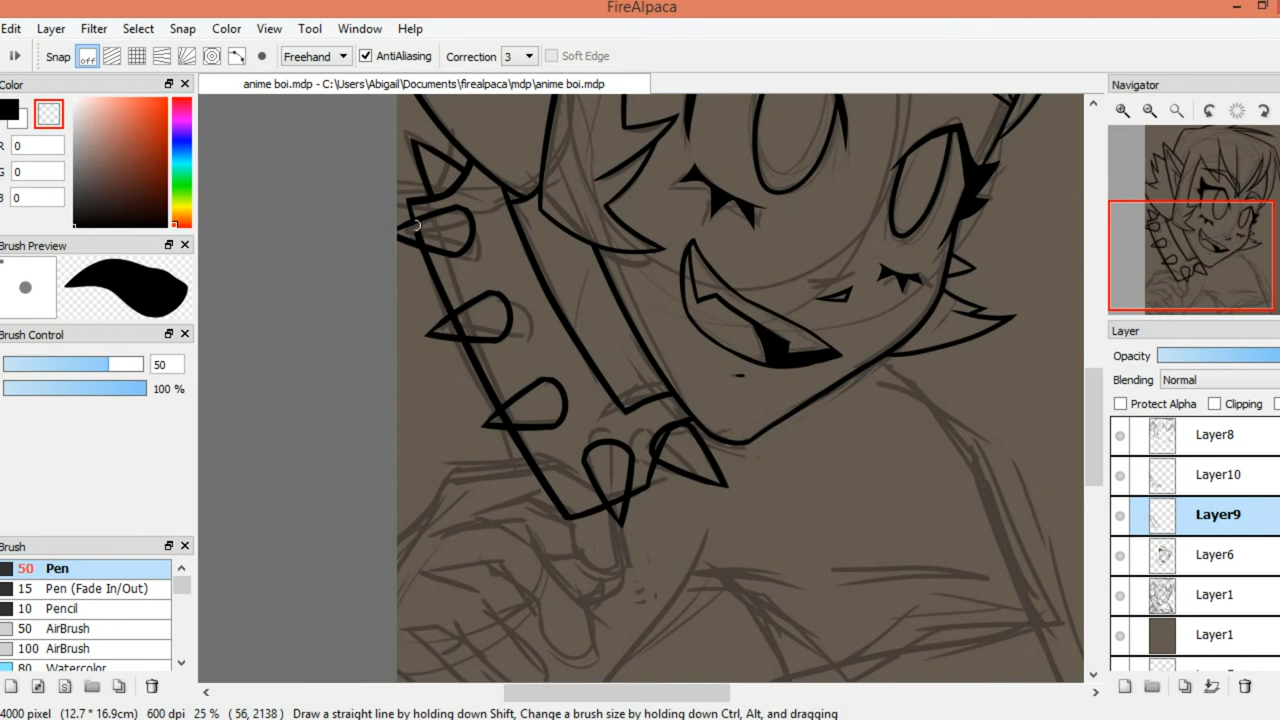 FireAlpaca
Edit Layer Filter Select Snap Color View Tool Window Help
Snap off Freehand AntiAliasing Correction 3 Soft Edge
Color
anime boi.mdp - C:\Users\Abigail\Documents\firealpaca\mdp\anime boi.mdp
Navigator
R 0
G 0
B 0
Brush Preview
Brush Control
50
100 %
Layer
Opacity
Blending Normal
Protect Alpha Clipping
Layer8
Layer10
Layer9
Layer6
Layer1
Layer1
Brush
50 Pen
15 Pen (Fade In/Out)
10 Pencil
50 AirBrush
100 AirBrush
80 Watercolor
4000 pixel (12.7 * 16.9cm) 600 dpi 25 % ( 56, 2138 ) Draw a straight line by holding down Shift, Change a brush size by holding down Ctrl, Alt, and dragging